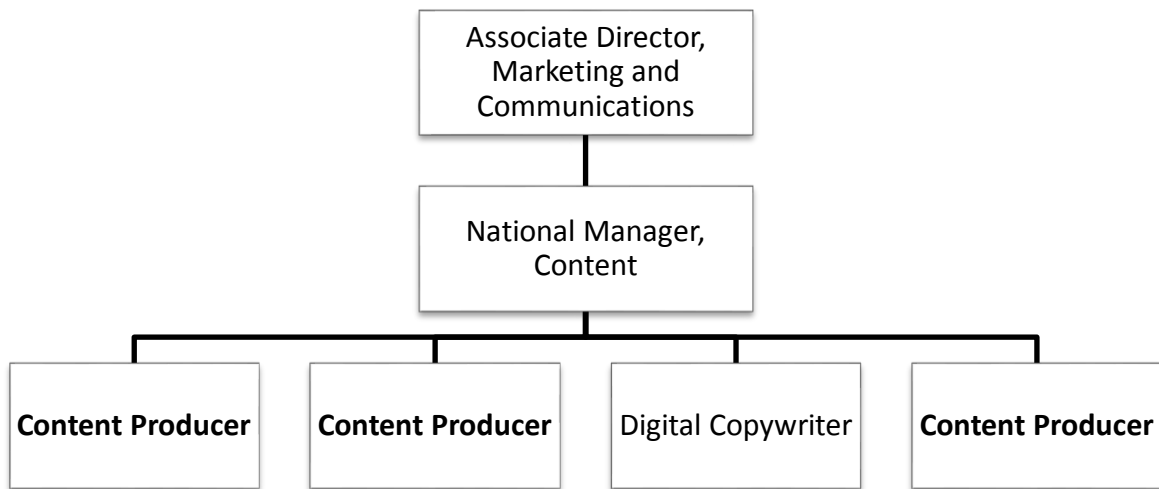 Associate Director,
Marketing and
Communications
National Manager,
Content
Content Producer
Content Producer
Digital Copywriter
Content Producer